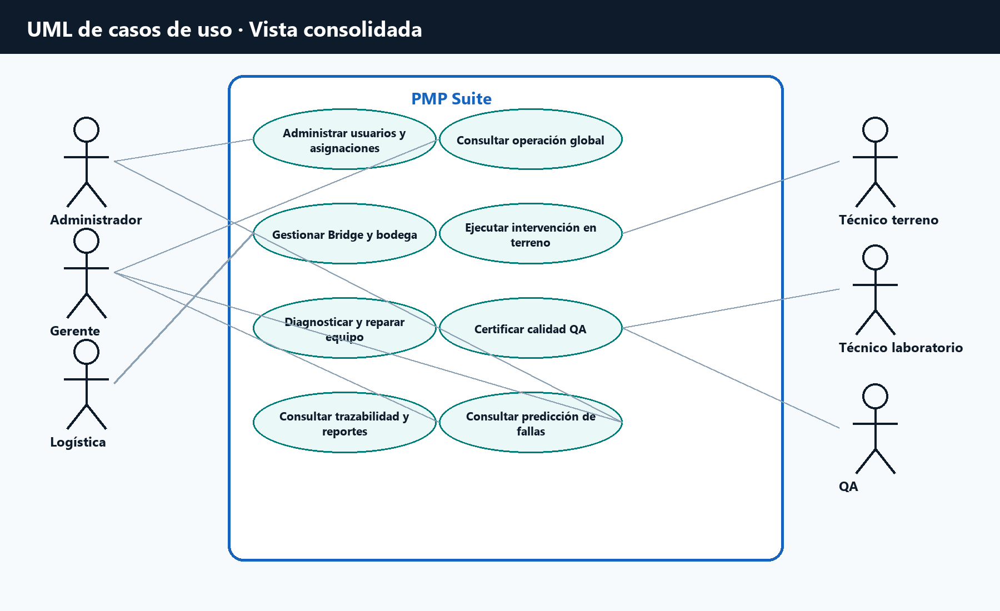 UML de casos de uso · Vista consolidada
PMP Suite
Administrar usuarios y
asignaciones
Consultar operación global
Gestionar Bridge y bodega
Ejecutar intervención en
terreno
Diagnosticar y reparar
equipo
Certificar calidad QA
Consultar trazabilidad y
reportes
Consultar predicción de
fallas
Administrador
Gerente
Logística
Técnico terreno
Técnico laboratorio
QA